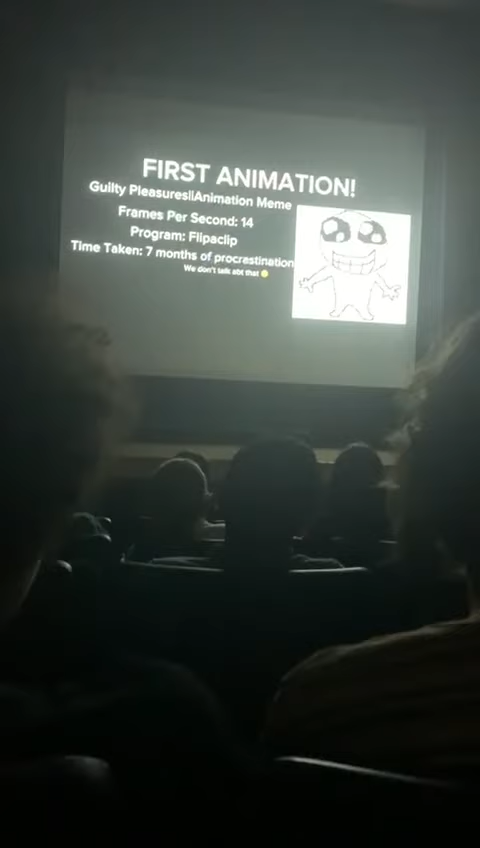 FIRST ANIMATION!
Guilty Pleasures||Animation Meme
Frames Per Second: 14
Program: Flipaclip
Time Taken: 7 months of procrastination
We don't talk abt that